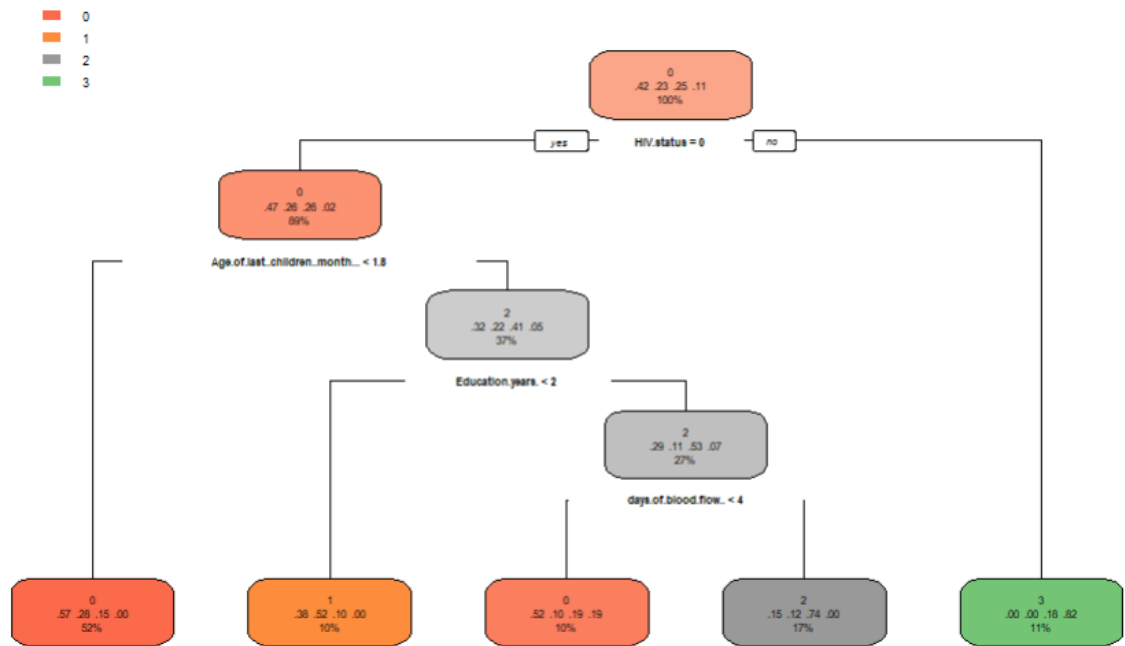 0
1
2
3
0
.42 .23 .25 .11
100%
yes
HIV.status = 0
no
0
.47 .26 .26 .02
89%
Age.of.last..children..month... < 1.8
2
.32 .22 .41 .05
37%
Education.years. < 2
2
.29 .11 .53 .07
27%
days.of.blood.flow.. < 4
0
.57 .28 .15 .00
52%
1
.38 .52 .10 .00
10%
0
.52 .10 .19 .19
10%
2
.15 .12 .74 .00
17%
3
.00 .00 .18 .82
11%